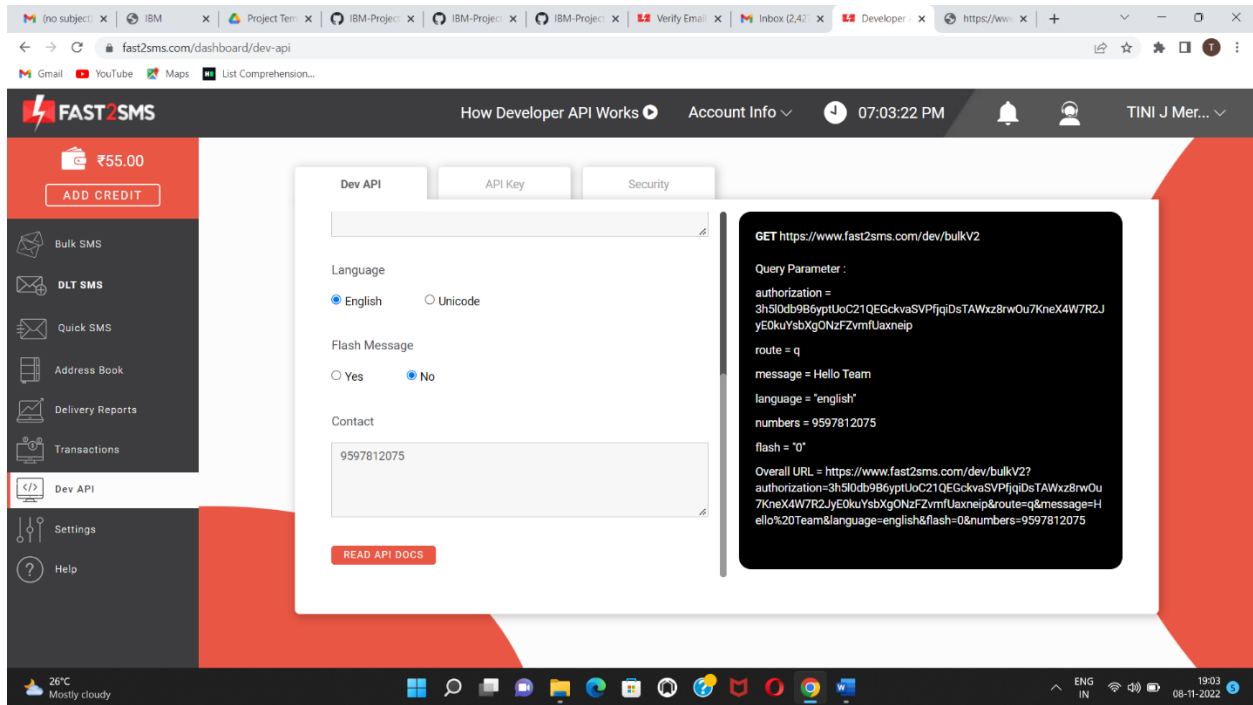 (no subject)
IBM
Project Tem
IBM-Project
IBM-Project
IBM-Project
Verify Email
Inbox (2,42
Developer
https://ww
fast2sms.com/dashboard/dev-api
T
Gmail
YouTube
Maps
List Comprehension...
FAST2SMS
How Developer API Works
Account Info
07:03:22 PM
TINI J Mer...
₹55.00
ADD CREDIT
Bulk SMS
DLT SMS
Quick SMS
Address Book
Delivery Reports
Transactions
Dev API
Settings
Help
Dev API
API Key
Security
Language
English
Unicode
Flash Message
Yes
No
Contact
9597812075
READ API DOCS
GET https://www.fast2sms.com/dev/bulkV2
Query Parameter :
authorization =
3h5l0db9B6yptUoC21QEGckvaSVPfjqiDsTAWxz8rwOu7KneX4W7R2J
yE0kuYsbXgONzFZvmfUaxneip
route = q
message = Hello Team
language = "english"
numbers = 9597812075
flash = "0"
Overall URL = https://www.fast2sms.com/dev/bulkV2?
authorization=3h5l0db9B6yptUoC21QEGckvaSVPfjqiDsTAWxz8rwOu
7KneX4W7R2JyE0kuYsbXgONzFZvmfUaxneip&route=q&message=H
ello%20Team&language=english&flash=0&numbers=9597812075
26°C
Mostly cloudy
ENG
IN
19:03
08-11-2022
5